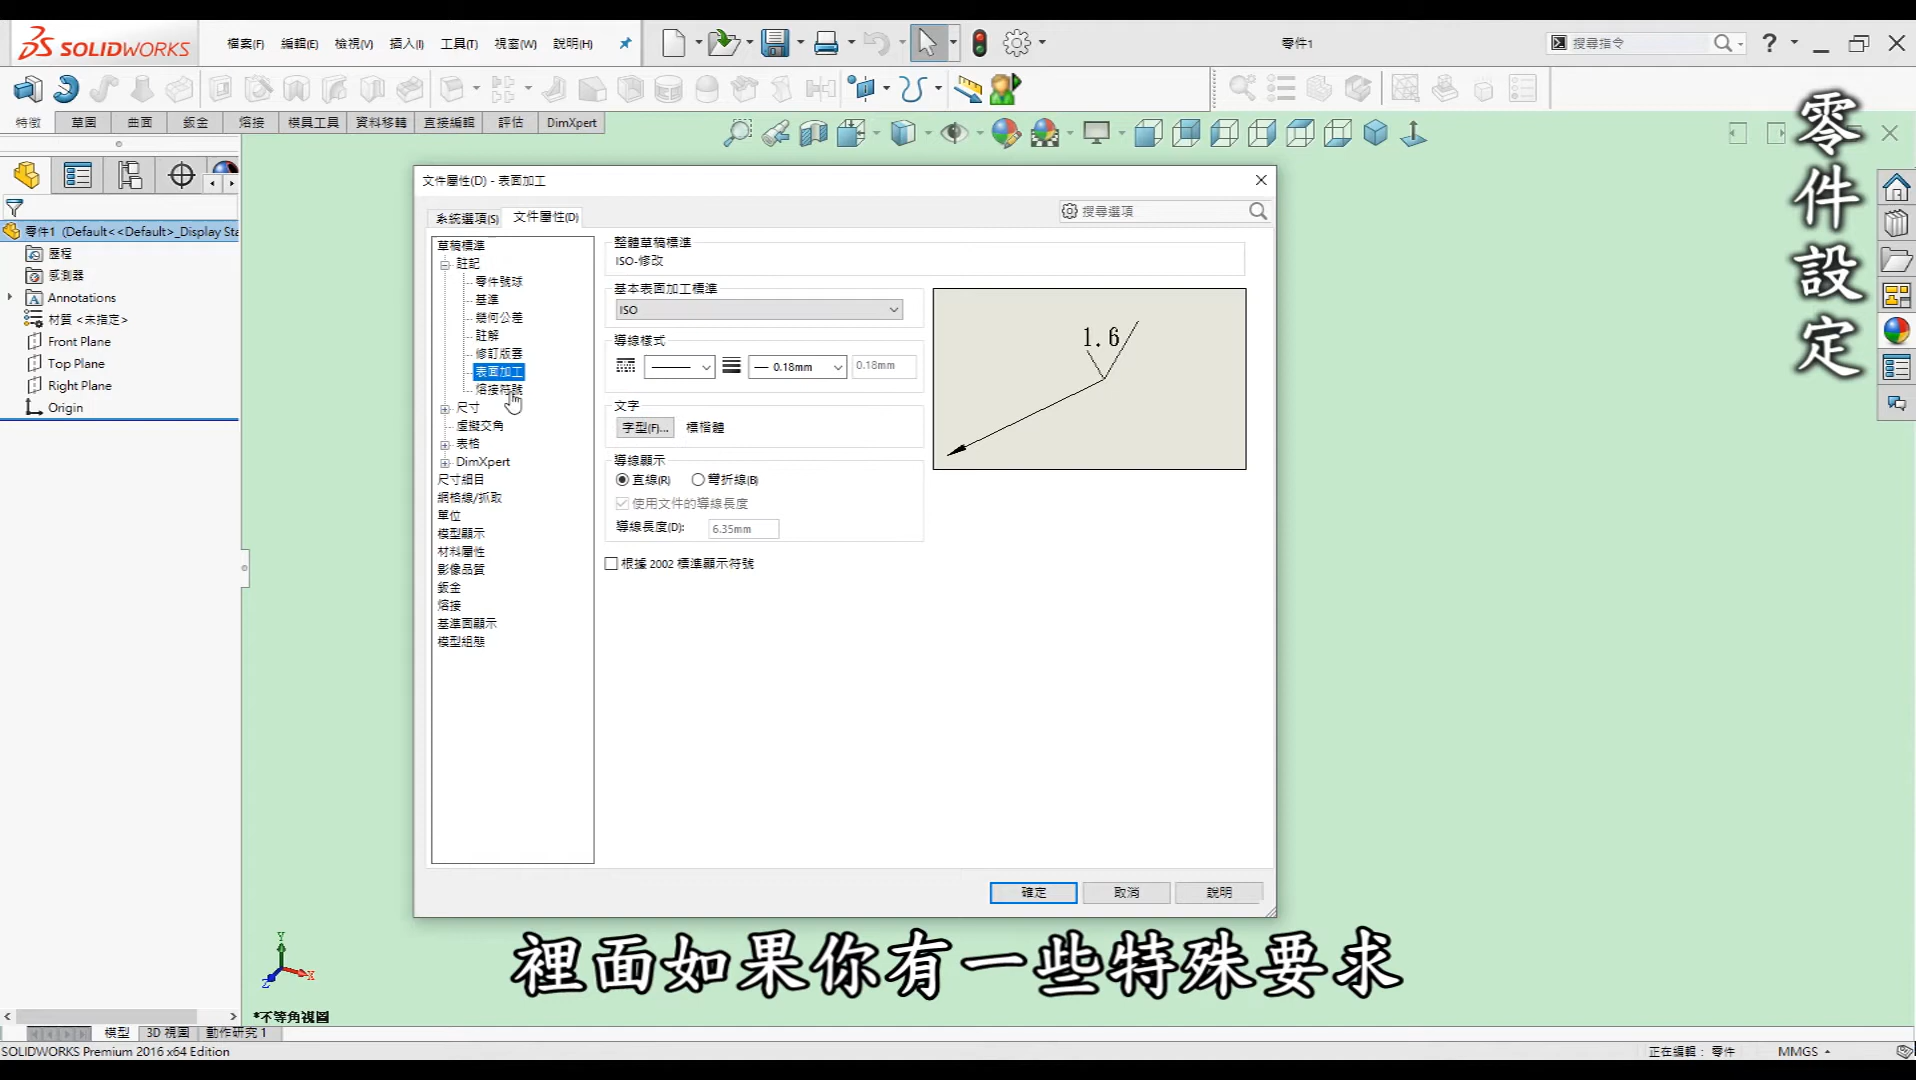 SOLIDWORKS
檔案(F) 編輯(E) 檢視(V) 插入(I) 工具(T) 視窗(W) 說明(H)
零件1
搜尋指令
特徵 草圖 曲面 鈑金 熔接 模具工具 資料移轉 直接編輯 評估 DimXpert
零件設定
零件1 (Default<<Default>_Display Sta
歷程
感測器
Annotations
材質 <未指定>
Front Plane
Top Plane
Right Plane
Origin
文件屬性(D) - 表面加工
系統選項(S) 文件屬性(D)
搜尋選項
草稿標準
註記
零件號球
基準
幾何公差
註解
修訂版雲
表面加工
熔接符號
尺寸
虛擬交角
表格
DimXpert
尺寸細目
網格線/抓取
單位
模型顯示
材料屬性
影像品質
鈑金
熔接
基準面顯示
模型組態
整體草稿標準
ISO-修改
基本表面加工標準
ISO
導線樣式
0.18mm 0.18mm
文字
字型(F)... 標楷體
導線顯示
直線(R) 彎折線(B)
使用文件的導線長度
導線長度(D): 6.35mm
根據 2002 標準顯示符號
1.6
確定 取消 說明
裡面如果你有一些特殊要求
Y
X
Z
*不等角視圖
模型 3D 視圖 動作研究 1
SOLIDWORKS Premium 2016 x64 Edition
正在編輯： 零件 MMGS